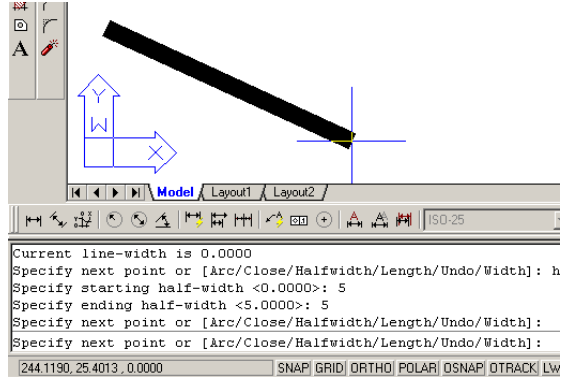 A
Y
W
X
Model Layout1 Layout2
ISO-25
Current line-width is 0.0000
Specify next point or [Arc/Close/Halfwidth/Length/Undo/Width]: h
Specify starting half-width <0.0000>: 5
Specify ending half-width <5.0000>: 5
Specify next point or [Arc/Close/Halfwidth/Length/Undo/Width]:
Specify next point or [Arc/Close/Halfwidth/Length/Undo/Width]:
244.1190, 25.4013 , 0.0000 SNAP GRID ORTHO POLAR OSNAP OTRACK LW